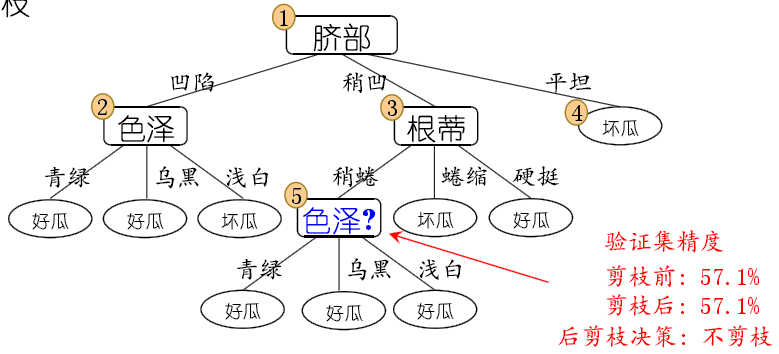 枝
1
脐部
凹陷 稍凹 平坦
2 3 4
色泽 根蒂 坏瓜
青绿 乌黑 浅白 稍蜷 蜷缩 硬挺
5
好瓜 好瓜 坏瓜 色泽? 坏瓜 好瓜
验证集精度
青绿 乌黑 浅白
剪枝前: 57.1%
好瓜 好瓜 好瓜
剪枝后: 57.1%
后剪枝决策: 不剪枝